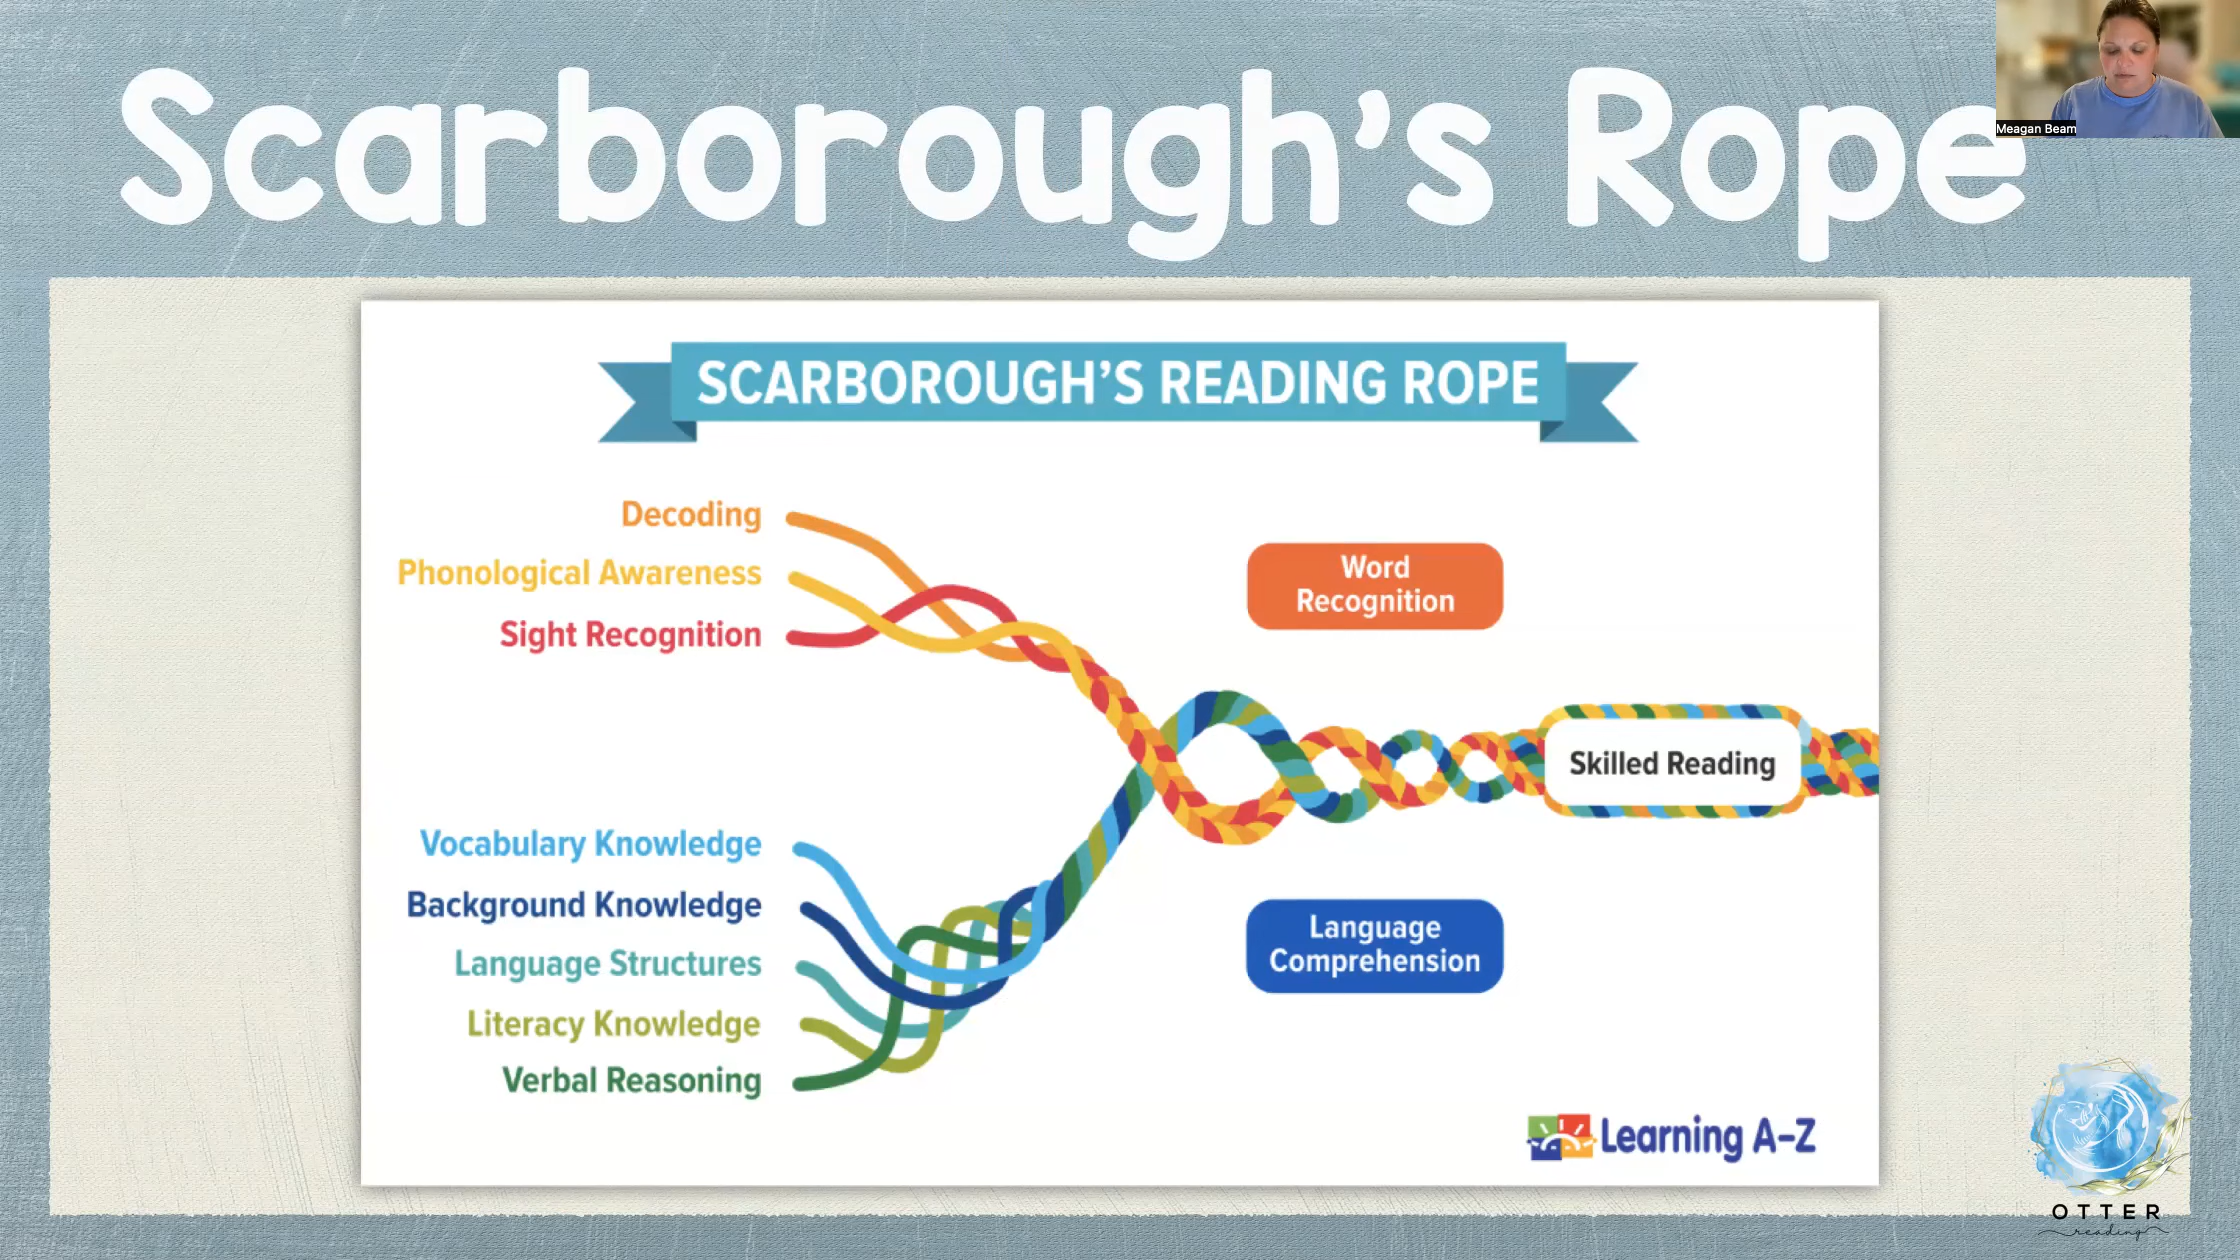 Scarborough's Rope
Meagan Beam
SCARBOROUGH'S READING ROPE
Decoding
Phonological Awareness
Sight Recognition
Word
Recognition
Skilled Reading
Vocabulary Knowledge
Background Knowledge
Language Structures
Literacy Knowledge
Verbal Reasoning
Language
Comprehension
Learning A–Z
OTTER
reading